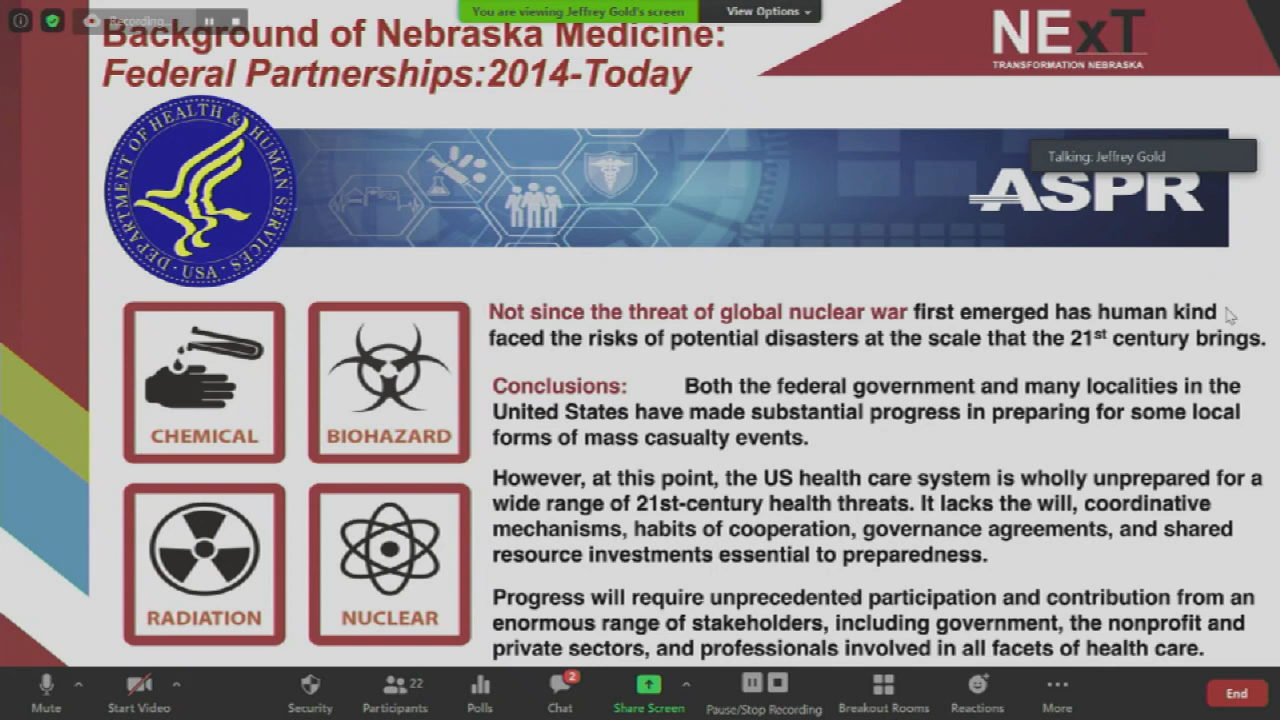 Recording...
You are viewing Jeffrey Gold's screen
View Options
Background of Nebraska Medicine:
Federal Partnerships:2014-Today
NExT
TRANSFORMATION NEBRASKA
DEPARTMENT OF HEALTH & HUMAN SERVICES · USA
Talking: Jeffrey Gold
ASPR
CHEMICAL
BIOHAZARD
RADIATION
NUCLEAR
Not since the threat of global nuclear war first emerged has human kind
faced the risks of potential disasters at the scale that the 21st century brings.
Conclusions: Both the federal government and many localities in the
United States have made substantial progress in preparing for some local
forms of mass casualty events.
However, at this point, the US health care system is wholly unprepared for a
wide range of 21st-century health threats. It lacks the will, coordinative
mechanisms, habits of cooperation, governance agreements, and shared
resource investments essential to preparedness.
Progress will require unprecedented participation and contribution from an
enormous range of stakeholders, including government, the nonprofit and
private sectors, and professionals involved in all facets of health care.
Mute
Start Video
Security
Participants 22
Polls
Chat 2
Share Screen
Pause/Stop Recording
Breakout Rooms
Reactions
More
End